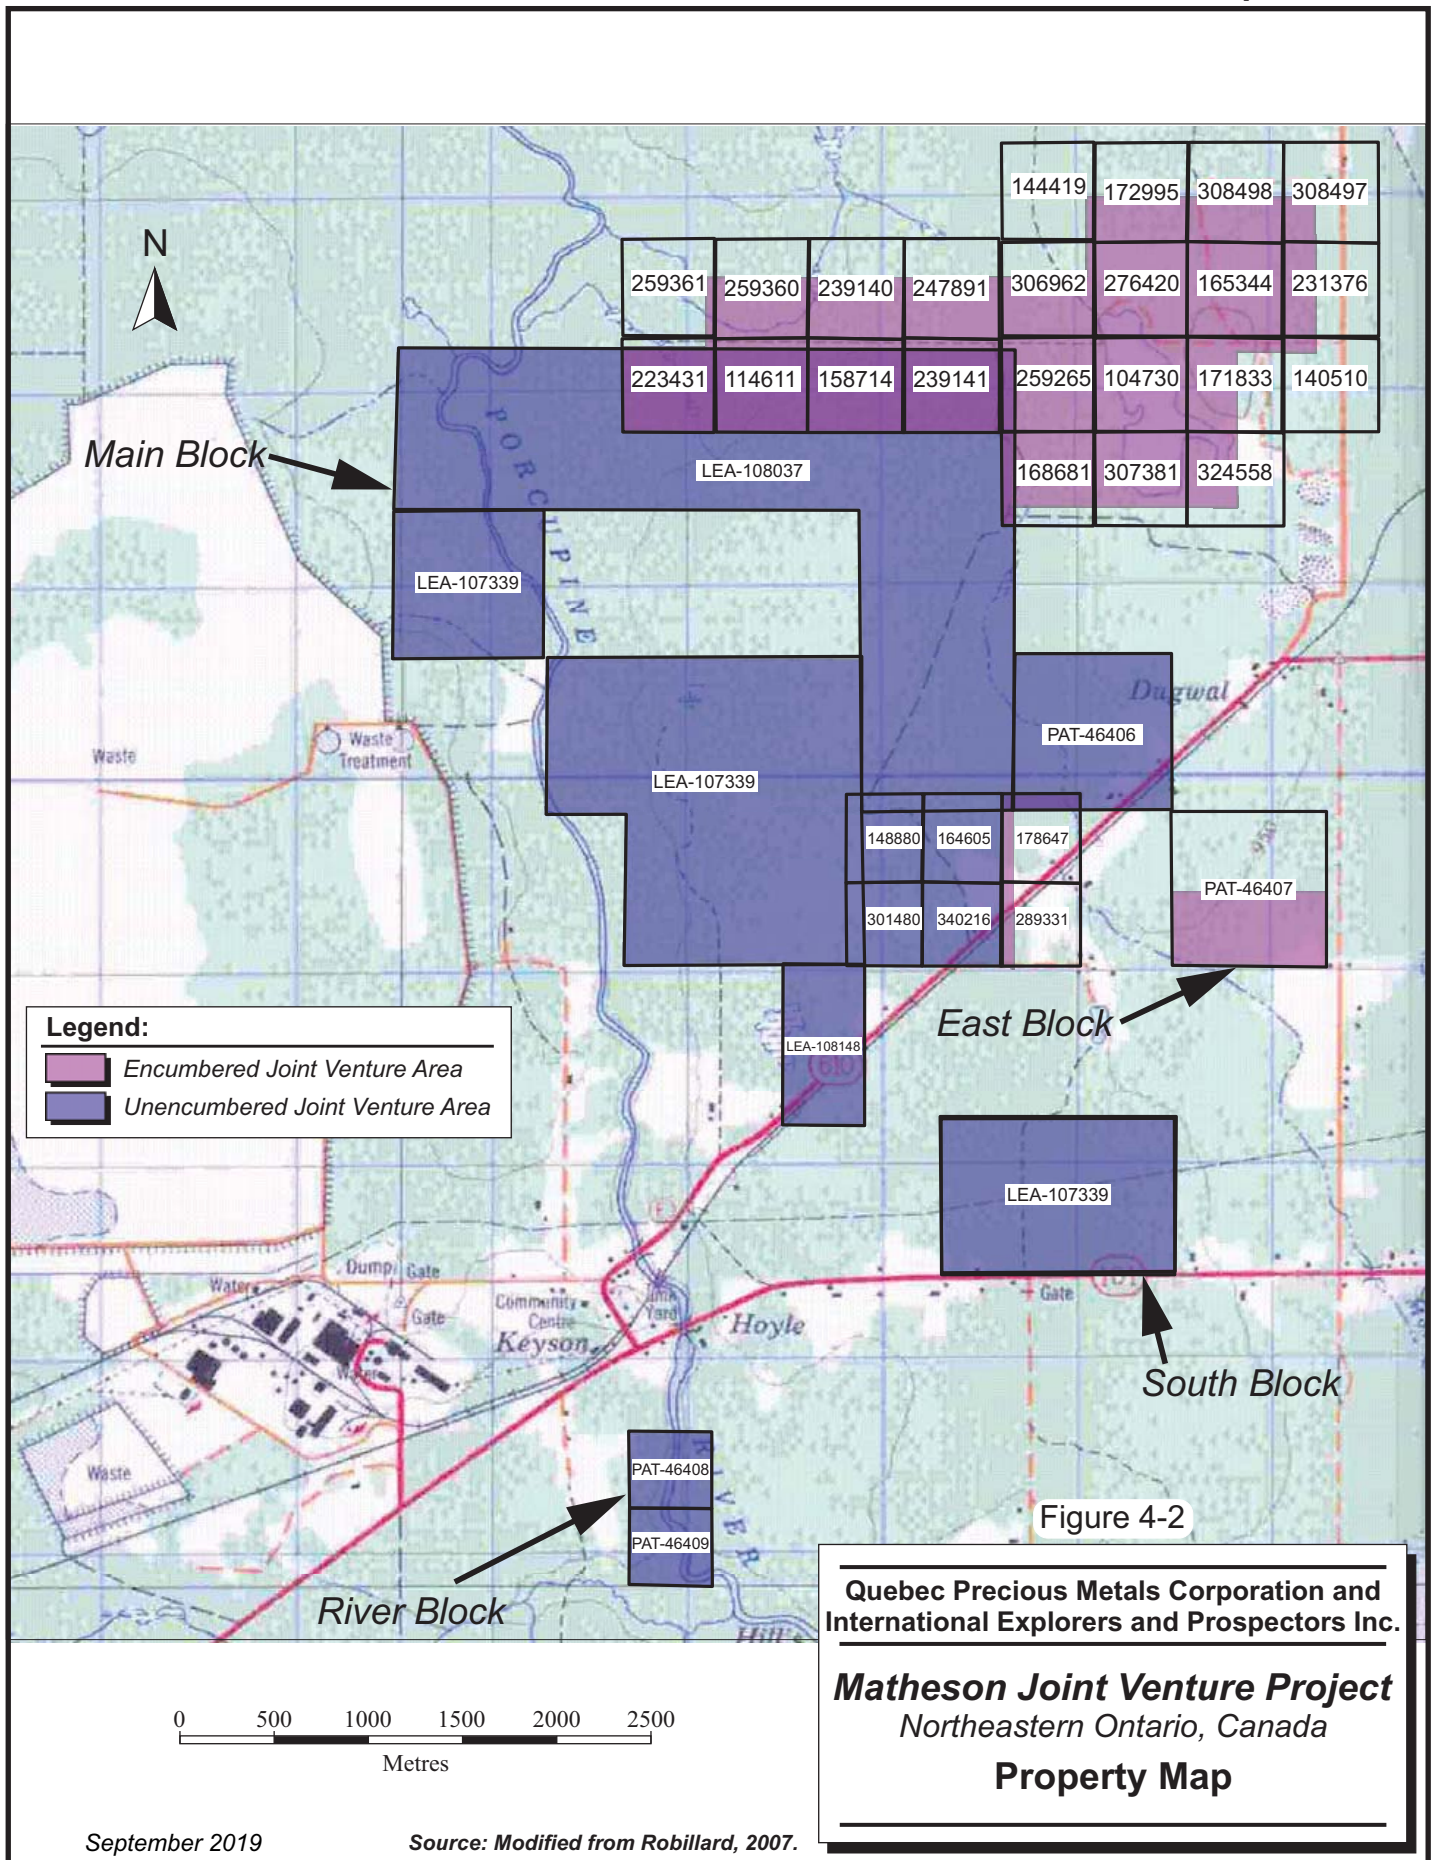 144419
172995
308498
308497
N
259361
259360
239140
247891
306962
276420
165344
231376
223431
114611
158714
239141
259265
104730
171833
140510
Main Block
PORCUPINE
LEA-108037
168681
307381
324558
LEA-107339
Dugwal
Waste
Waste
Treatment
PAT-46406
LEA-107339
148880
164605
178647
PAT-46407
301480
340216
289331
Legend:
Encumbered Joint Venture Area
Unencumbered Joint Venture Area
East Block
LEA-108148
610
LEA-107339
Dump
Gate
Water
Gate
Community
Centre
Keyson
Yard
Hoyle
101
Gate
Water
South Block
Waste
PAT-46408
RIVER
PAT-46409
River Block
Hill's
Figure 4-2
Quebec Precious Metals Corporation and
International Explorers and Prospectors Inc.
Matheson Joint Venture Project
Northeastern Ontario, Canada
Property Map
0 500 1000 1500 2000 2500
Metres
September 2019
Source: Modified from Robillard, 2007.